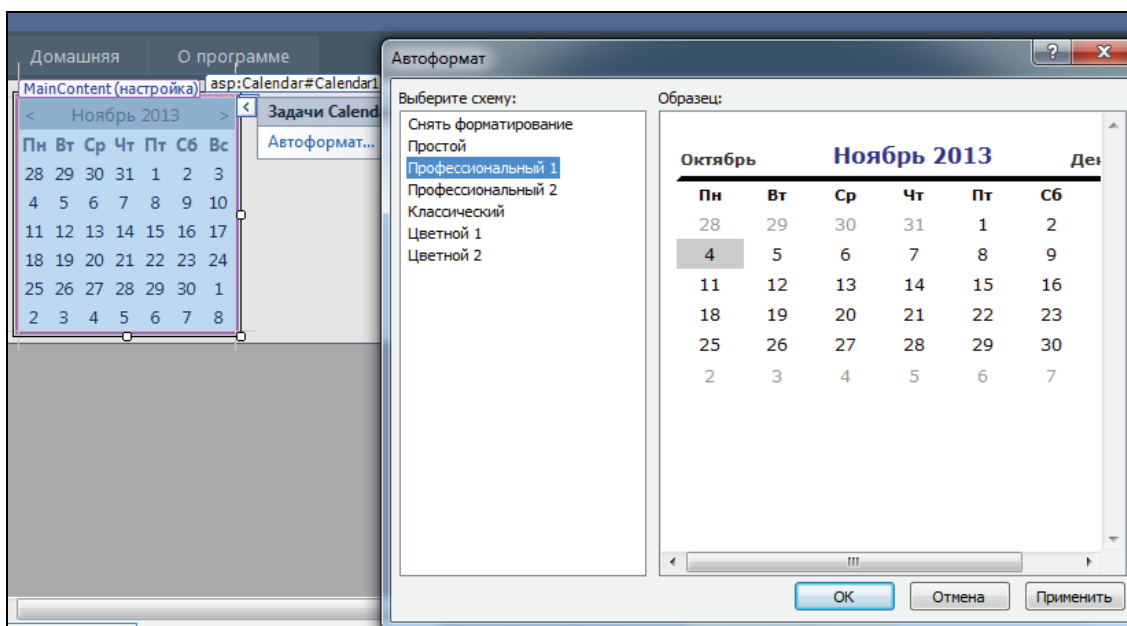 Домашняя О программе
MainContent (настройка) asp:Calendar#Calendar1
< Ноябрь 2013 >
Пн Вт Ср Чт Пт Сб Вс
28 29 30 31 1 2 3
4 5 6 7 8 9 10
11 12 13 14 15 16 17
18 19 20 21 22 23 24
25 26 27 28 29 30 1
2 3 4 5 6 7 8
<
Задачи Calend
Автоформат...
Автоформат
? X
Выберите схему:
Снять форматирование
Простой
Профессиональный 1
Профессиональный 2
Классический
Цветной 1
Цветной 2
Образец:
Октябрь Ноябрь 2013 Дек
Пн Вт Ср Чт Пт Сб
28 29 30 31 1 2
4 5 6 7 8 9
11 12 13 14 15 16
18 19 20 21 22 23
25 26 27 28 29 30
2 3 4 5 6 7
OK Отмена Применить